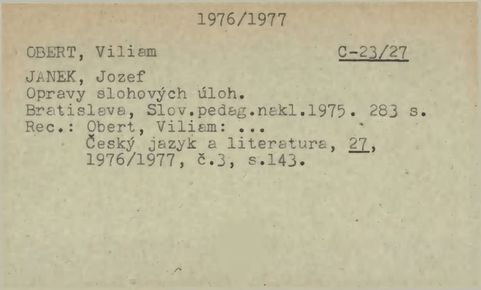 1976/1977
OBERT, Viliam C-23/27
JANEK, Jozef
Opravy slohových úloh.
Bratislava, Slov.pedag.nakl.1975. 283 s.
Rec.: Obert, Viliam: ...
Český jazyk a literatura, 27,
1976/1977, č.3, s.143.